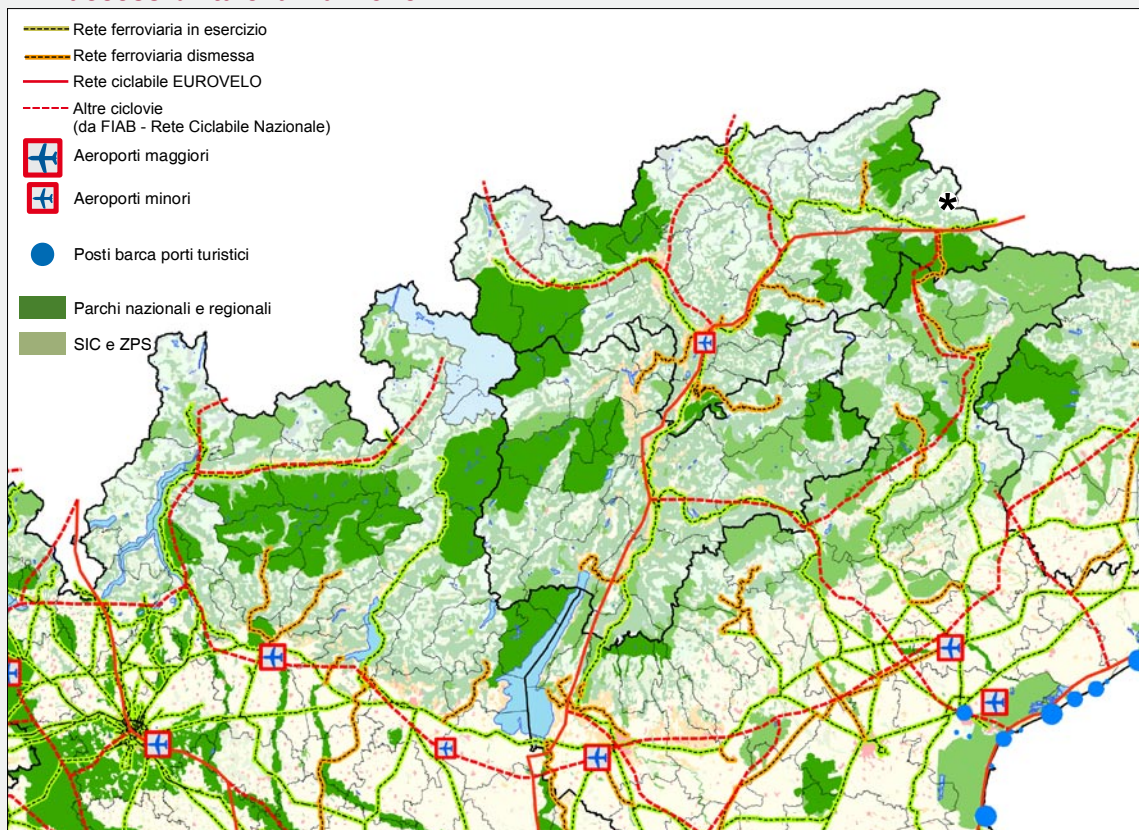 Rete ferroviaria in esercizio
Rete ferroviaria dismessa
Rete ciclabile EUROVELO
Altre ciclovie
(da FIAB - Rete Ciclabile Nazionale)
Aeroporti maggiori
Aeroporti minori
Posti barca porti turistici
Parchi nazionali e regionali
SIC e ZPS
*